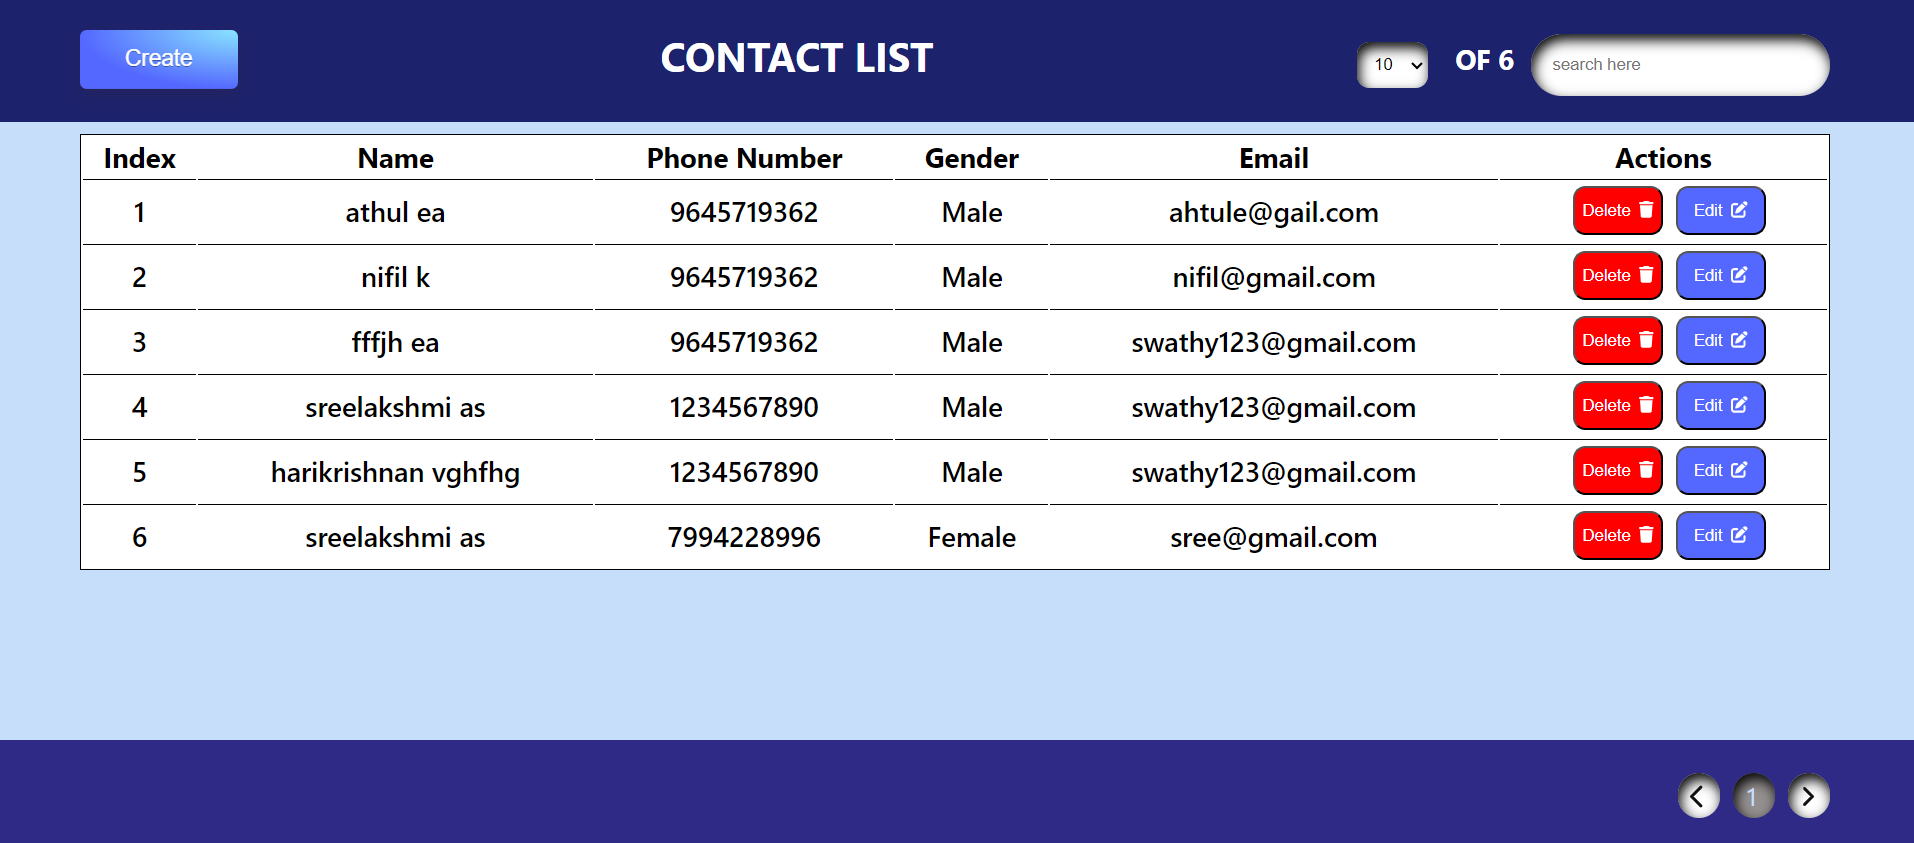 Create CONTACT LIST 10 OF 6 search here
Index Name Phone Number Gender Email Actions
1 athul ea 9645719362 Male ahtule@gail.com Delete Edit
2 nifil k 9645719362 Male nifil@gmail.com Delete Edit
3 fffjh ea 9645719362 Male swathy123@gmail.com Delete Edit
4 sreelakshmi as 1234567890 Male swathy123@gmail.com Delete Edit
5 harikrishnan vghfhg 1234567890 Male swathy123@gmail.com Delete Edit
6 sreelakshmi as 7994228996 Female sree@gmail.com Delete Edit
1